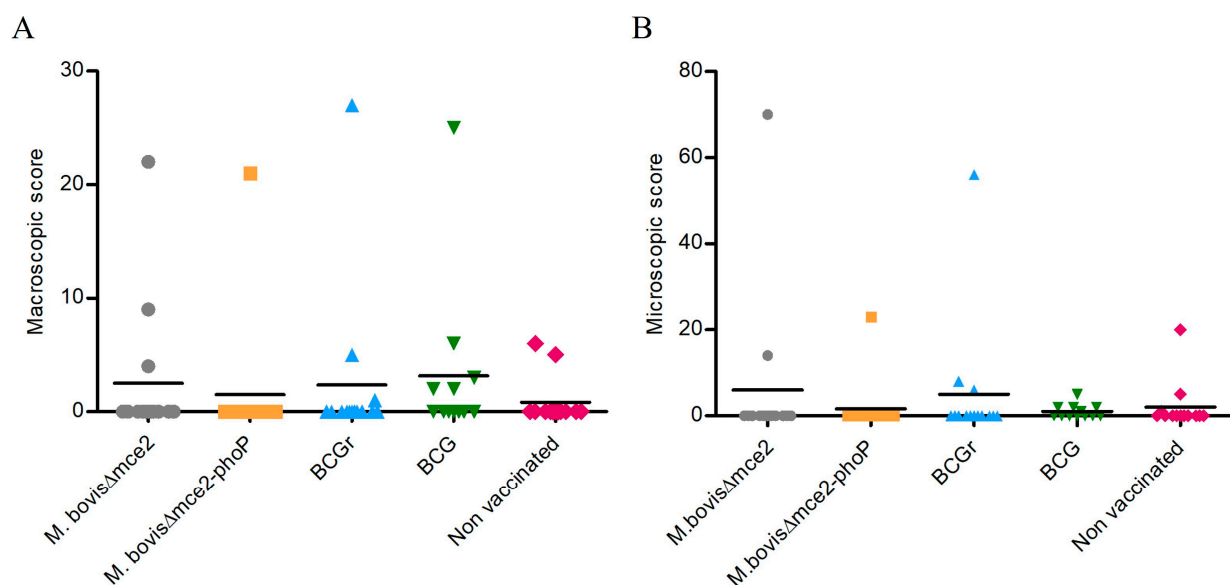 A
Macroscopic score
30
20
10
0
M. bovisΔmce2
M. bovisΔmce2-phoP
BCGr
BCG
Non vaccinated
B
Microscopic score
80
60
40
20
0
M.bovisΔmce2
M.bovisΔmce2-phoP
BCGr
BCG
Non vaccinated